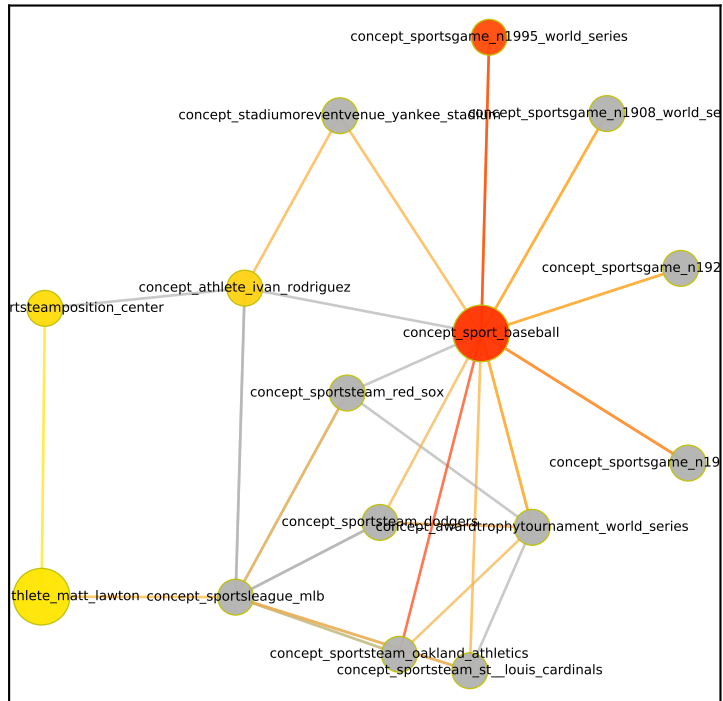 concept_sportsgame_n1995_world_series
concept_stadiumoreventvenue_yankee_stadium
concept_sportsgame_n1908_world_se
concept_sportsgame_n192
concept_athlete_ivan_rodriguez
rtsteamposition_center
concept_sport_baseball
concept_sportsteam_red_sox
concept_sportsgame_n19
concept_sportsteam_dodgers
concept_awardtrophytournament_world_series
thlete_matt_lawton
concept_sportsleague_mlb
concept_sportsteam_oakland_athletics
concept_sportsteam_st__louis_cardinals